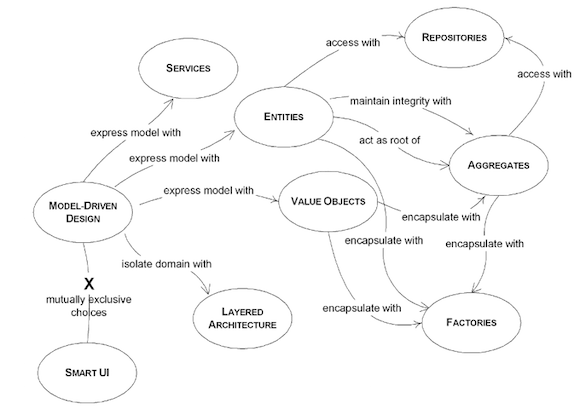 REPOSITORIES
access with
SERVICES
access with
maintain integrity with
ENTITIES
express model with
act as root of
express model with
AGGREGATES
express model with
MODEL-DRIVEN
DESIGN
VALUE OBJECTS
encapsulate with
encapsulate with
encapsulate with
isolate domain with
X
mutually exclusive
choices
encapsulate with
LAYERED
ARCHITECTURE
FACTORIES
SMART UI